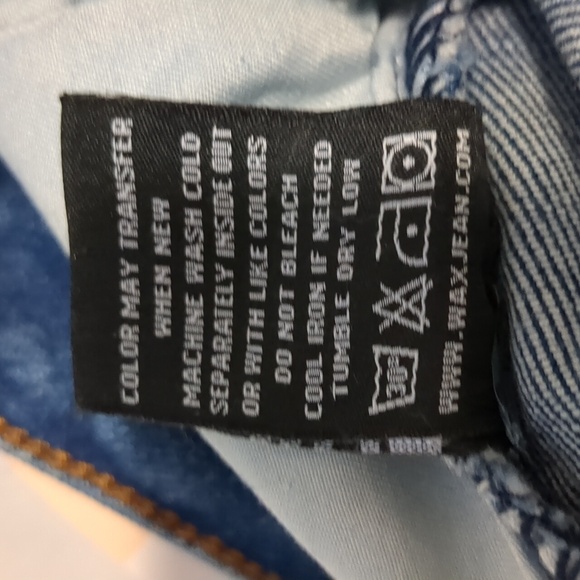 COLOR MAY TRANSFER
WHEN NEW
MACHINE WASH COLD
SEPARATELY INSIDE OUT
OR WITH LIKE COLORS
DO NOT BLEACH
COOL IRON IF NEEDED
TUMBLE DRY LOW
30°
WWW.WAXJEAN.COM